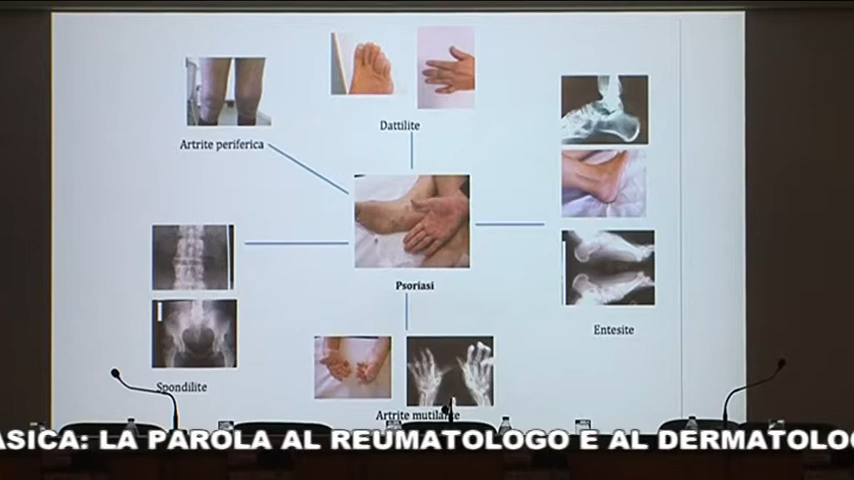 Dattilite
Artrite periferica
Psoriasi
Entesite
Spondilite
Artrite mutilante
ASICA: LA PAROLA AL REUMATOLOGO E AL DERMATOLOG